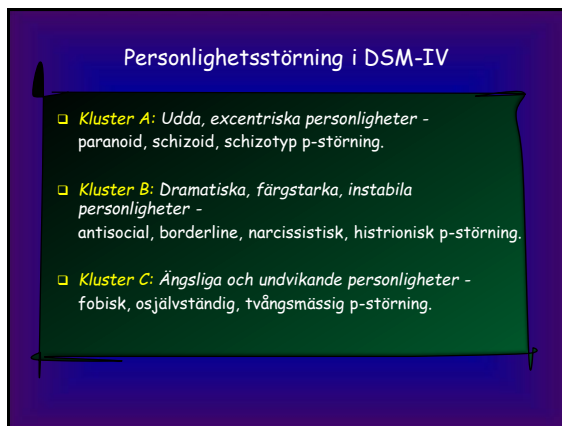 Personlighetsstörning i DSM-IV
❑ Kluster A: Udda, excentriska personligheter -
paranoid, schizoid, schizotyp p-störning.
❑ Kluster B: Dramatiska, färgstarka, instabila
personligheter -
antisocial, borderline, narcissistisk, histrionisk p-störning.
❑ Kluster C: Ängsliga och undvikande personligheter -
fobisk, osjälvständig, tvångsmässig p-störning.